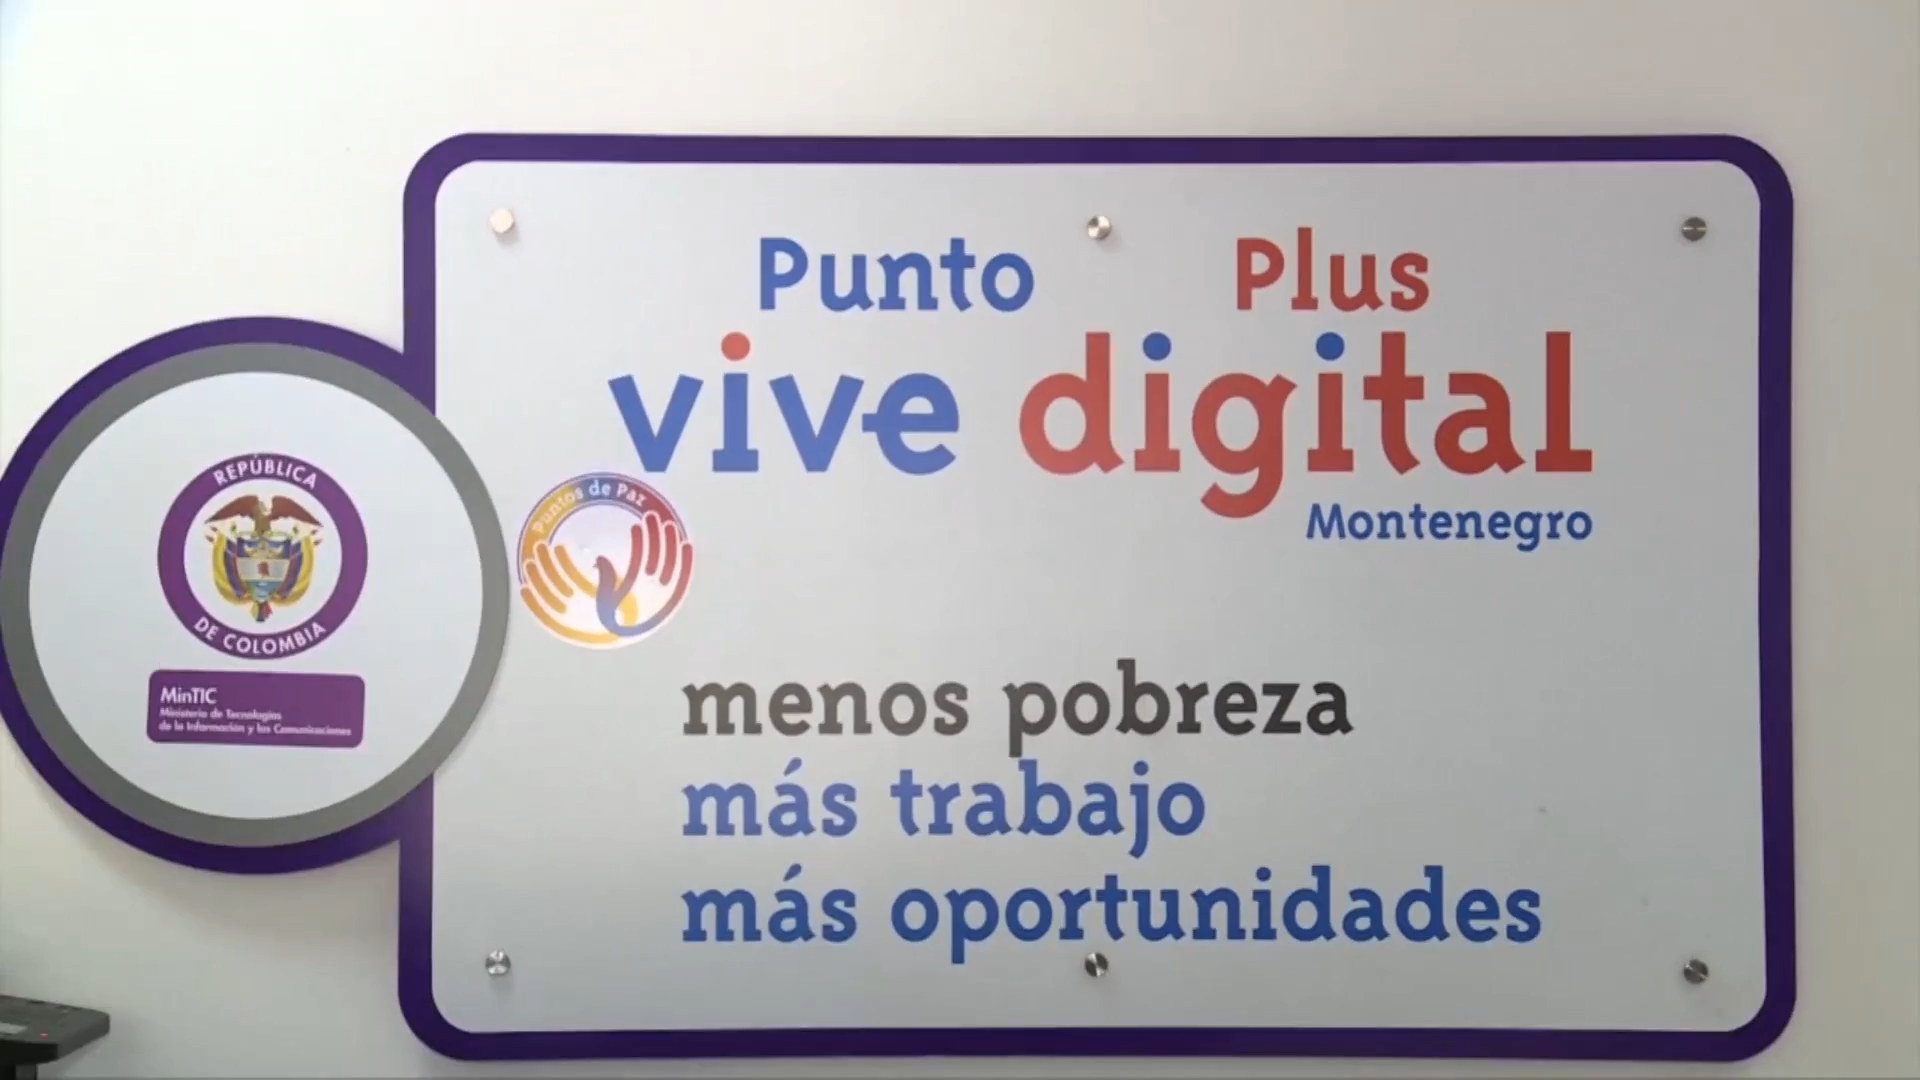 Punto Plus
vive digital
Montenegro
Puntos de Paz
REPÚBLICA
DE COLOMBIA
MinTIC
Ministerio de Tecnologías
de la Información y las Comunicaciones
menos pobreza
más trabajo
más oportunidades